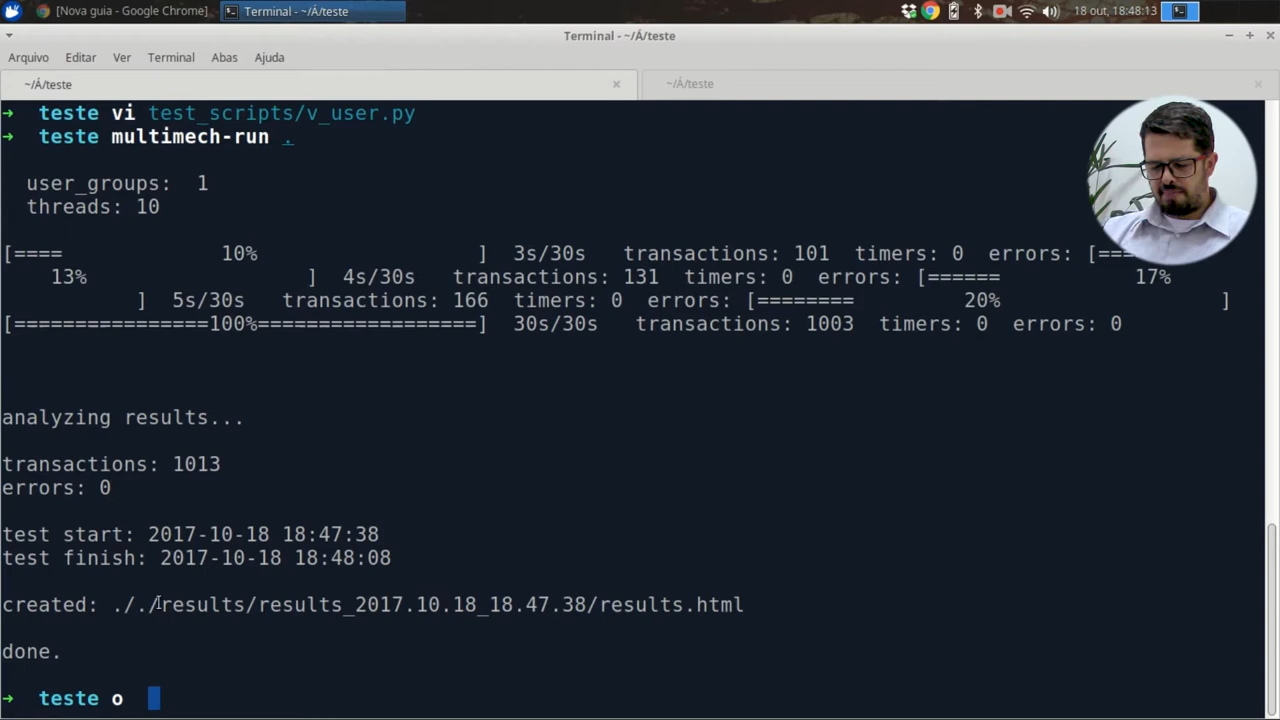 [Nova guia - Google Chrome]
Terminal - ~/Á/teste
18 out, 18:48:13
Terminal - ~/Á/teste
Arquivo Editar Ver Terminal Abas Ajuda
~/Á/teste
~/Á/teste
➜ teste vi test_scripts/v_user.py
➜ teste multimech-run .
user_groups: 1
threads: 10
[==== 10% ] 3s/30s transactions: 101 timers: 0 errors: [===
13% ] 4s/30s transactions: 131 timers: 0 errors: [====== 17%
] 5s/30s transactions: 166 timers: 0 errors: [======== 20% ]
[================100%==================] 30s/30s transactions: 1003 timers: 0 errors: 0
analyzing results...
transactions: 1013
errors: 0
test start: 2017-10-18 18:47:38
test finish: 2017-10-18 18:48:08
created: ././results/results_2017.10.18_18.47.38/results.html
done.
➜ teste o